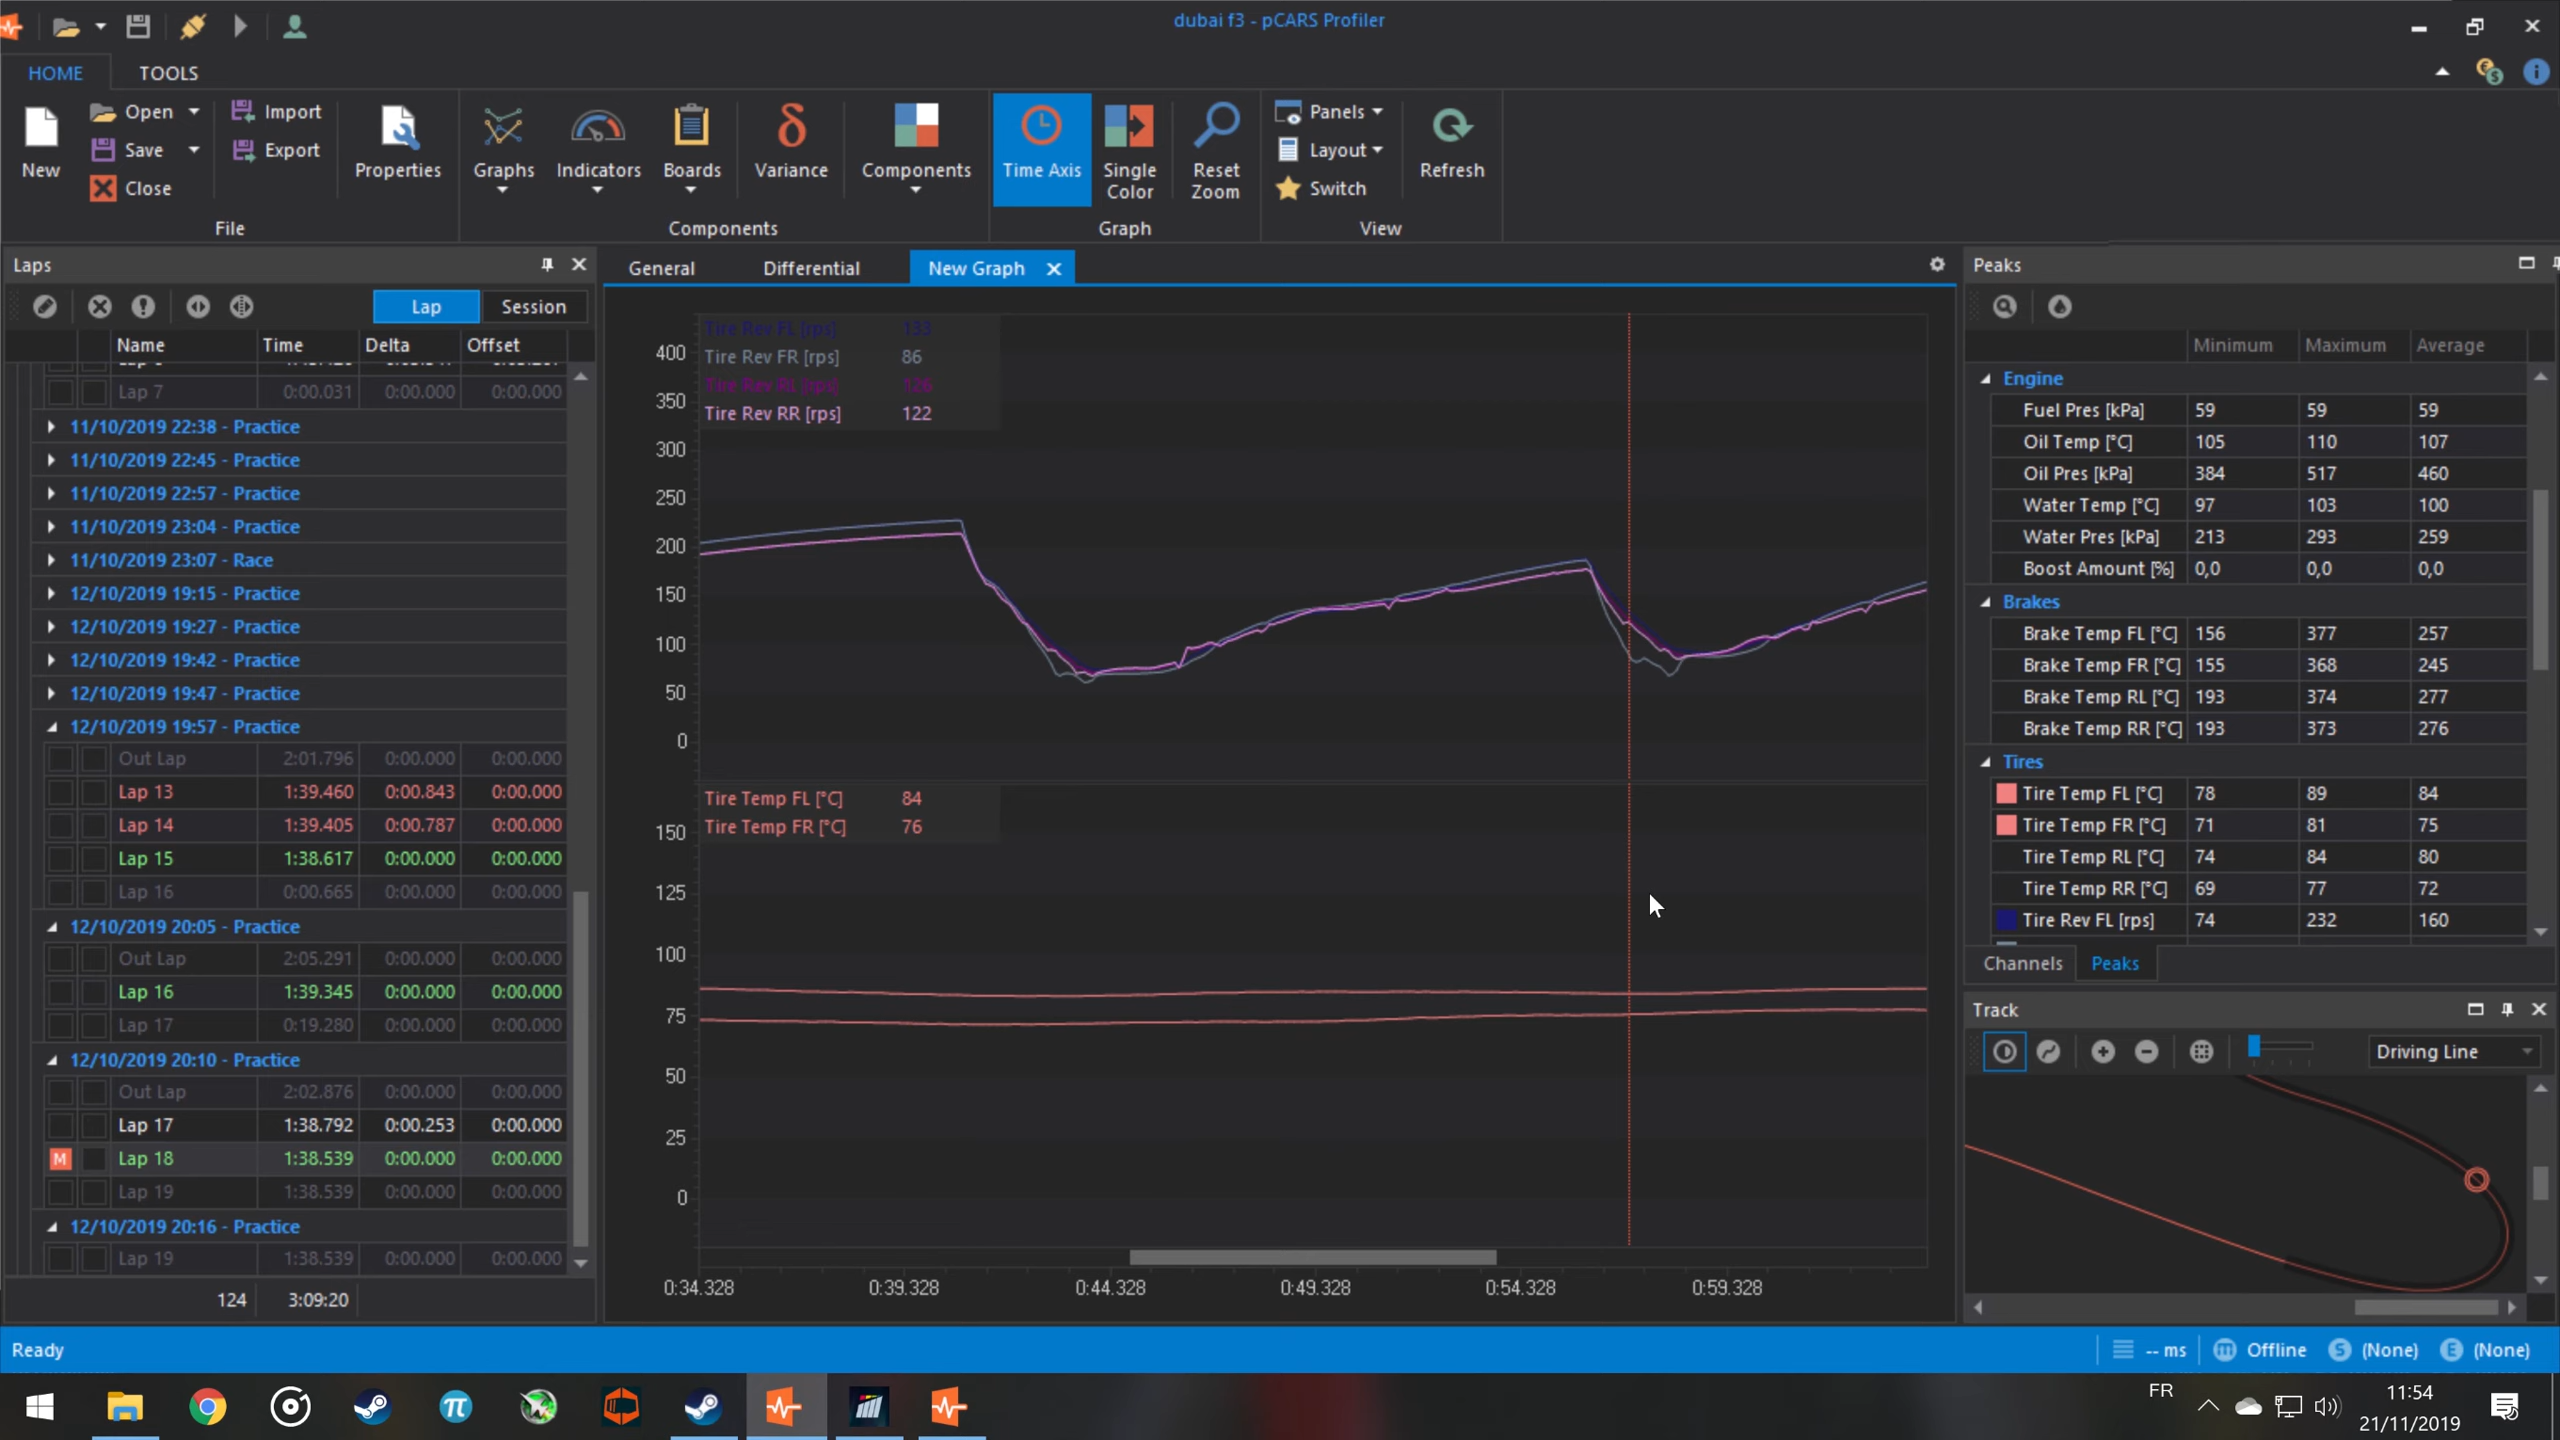 dubai f3 - pCARS Profiler
HOME TOOLS
New
Open
Save
Close
Import
Export
Properties
File
Graphs
Indicators
Boards
Variance
Components
Components
Time Axis
Single Color
Reset Zoom
Graph
Panels
Layout
Switch
View
Refresh
Laps
Lap Session
Name Time Delta Offset
Lap 7 0:00.031 0:00.000 0:00.000
11/10/2019 22:38 - Practice
11/10/2019 22:45 - Practice
11/10/2019 22:57 - Practice
11/10/2019 23:04 - Practice
11/10/2019 23:07 - Race
12/10/2019 19:15 - Practice
12/10/2019 19:27 - Practice
12/10/2019 19:42 - Practice
12/10/2019 19:47 - Practice
12/10/2019 19:57 - Practice
Out Lap 2:01.796 0:00.000 0:00.000
Lap 13 1:39.460 0:00.843 0:00.000
Lap 14 1:39.405 0:00.787 0:00.000
Lap 15 1:38.617 0:00.000 0:00.000
Lap 16 0:00.665 0:00.000 0:00.000
12/10/2019 20:05 - Practice
Out Lap 2:05.291 0:00.000 0:00.000
Lap 16 1:39.345 0:00.000 0:00.000
Lap 17 0:19.280 0:00.000 0:00.000
12/10/2019 20:10 - Practice
Out Lap 2:02.876 0:00.000 0:00.000
Lap 17 1:38.792 0:00.253 0:00.000
M Lap 18 1:38.539 0:00.000 0:00.000
Lap 19 1:38.539 0:00.000 0:00.000
12/10/2019 20:16 - Practice
Lap 19 1:38.539 0:00.000 0:00.000
124 3:09:20
General Differential New Graph
Tire Rev FL [rps] 133
Tire Rev FR [rps] 86
Tire Rev RL [rps] 126
Tire Rev RR [rps] 122
400
350
300
250
200
150
100
50
0
Tire Temp FL [°C] 84
Tire Temp FR [°C] 76
150
125
100
75
50
25
0
0:34.328 0:39.328 0:44.328 0:49.328 0:54.328 0:59.328
Peaks
Minimum Maximum Average
Engine
Fuel Pres [kPa] 59 59 59
Oil Temp [°C] 105 110 107
Oil Pres [kPa] 384 517 460
Water Temp [°C] 97 103 100
Water Pres [kPa] 213 293 259
Boost Amount [%] 0,0 0,0 0,0
Brakes
Brake Temp FL [°C] 156 377 257
Brake Temp FR [°C] 155 368 245
Brake Temp RL [°C] 193 374 277
Brake Temp RR [°C] 193 373 276
Tires
Tire Temp FL [°C] 78 89 84
Tire Temp FR [°C] 71 81 75
Tire Temp RL [°C] 74 84 80
Tire Temp RR [°C] 69 77 72
Tire Rev FL [rps] 74 232 160
Channels Peaks
Track
Driving Line
Ready
-- ms
Offline
S (None)
E (None)
FR
11:54
21/11/2019